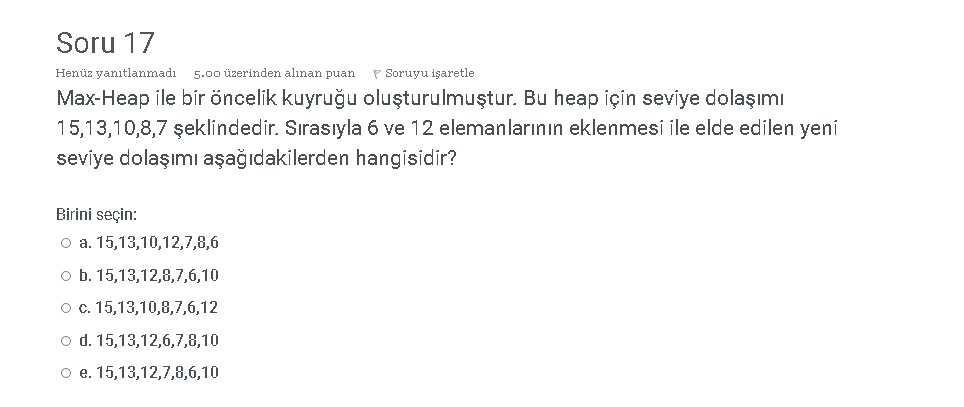 Soru 17
Henüz yanıtlanmadı 5.00 üzerinden alınan puan Soruyu işaretle
Max-Heap ile bir öncelik kuyruğu oluşturulmuştur. Bu heap için seviye dolaşımı
15,13,10,8,7 şeklindedir. Sırasıyla 6 ve 12 elemanlarının eklenmesi ile elde edilen yeni
seviye dolaşımı aşağıdakilerden hangisidir?
Birini seçin:
a. 15,13,10,12,7,8,6
b. 15,13,12,8,7,6,10
c. 15,13,10,8,7,6,12
d. 15,13,12,6,7,8,10
e. 15,13,12,7,8,6,10